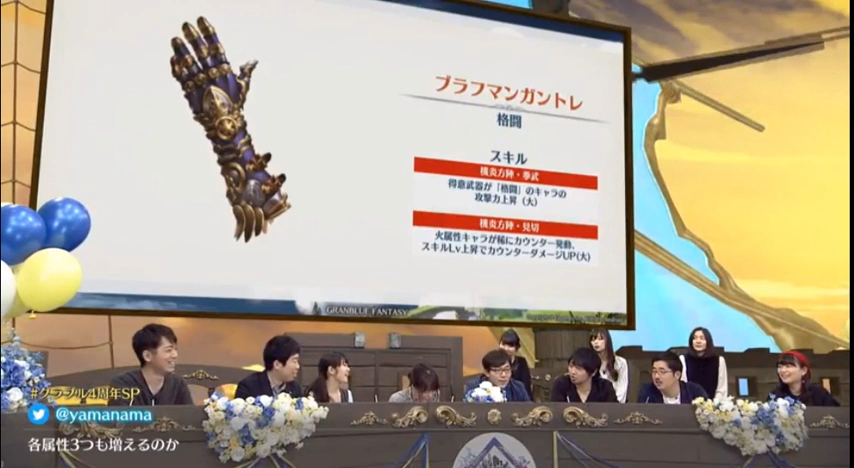 ブラフマンガントレ
格闘
スキル
機炎方陣・拳武
得意武器が「格闘」のキャラの
攻撃力上昇（大）
機炎方陣・見切
火属性キャラが稀にカウンター発動、
スキルLv上昇でカウンターダメージUP(大)
GRANBLUE FANTASY
#グラブル4周年SP
@yamanama
各属性3つも増えるのか